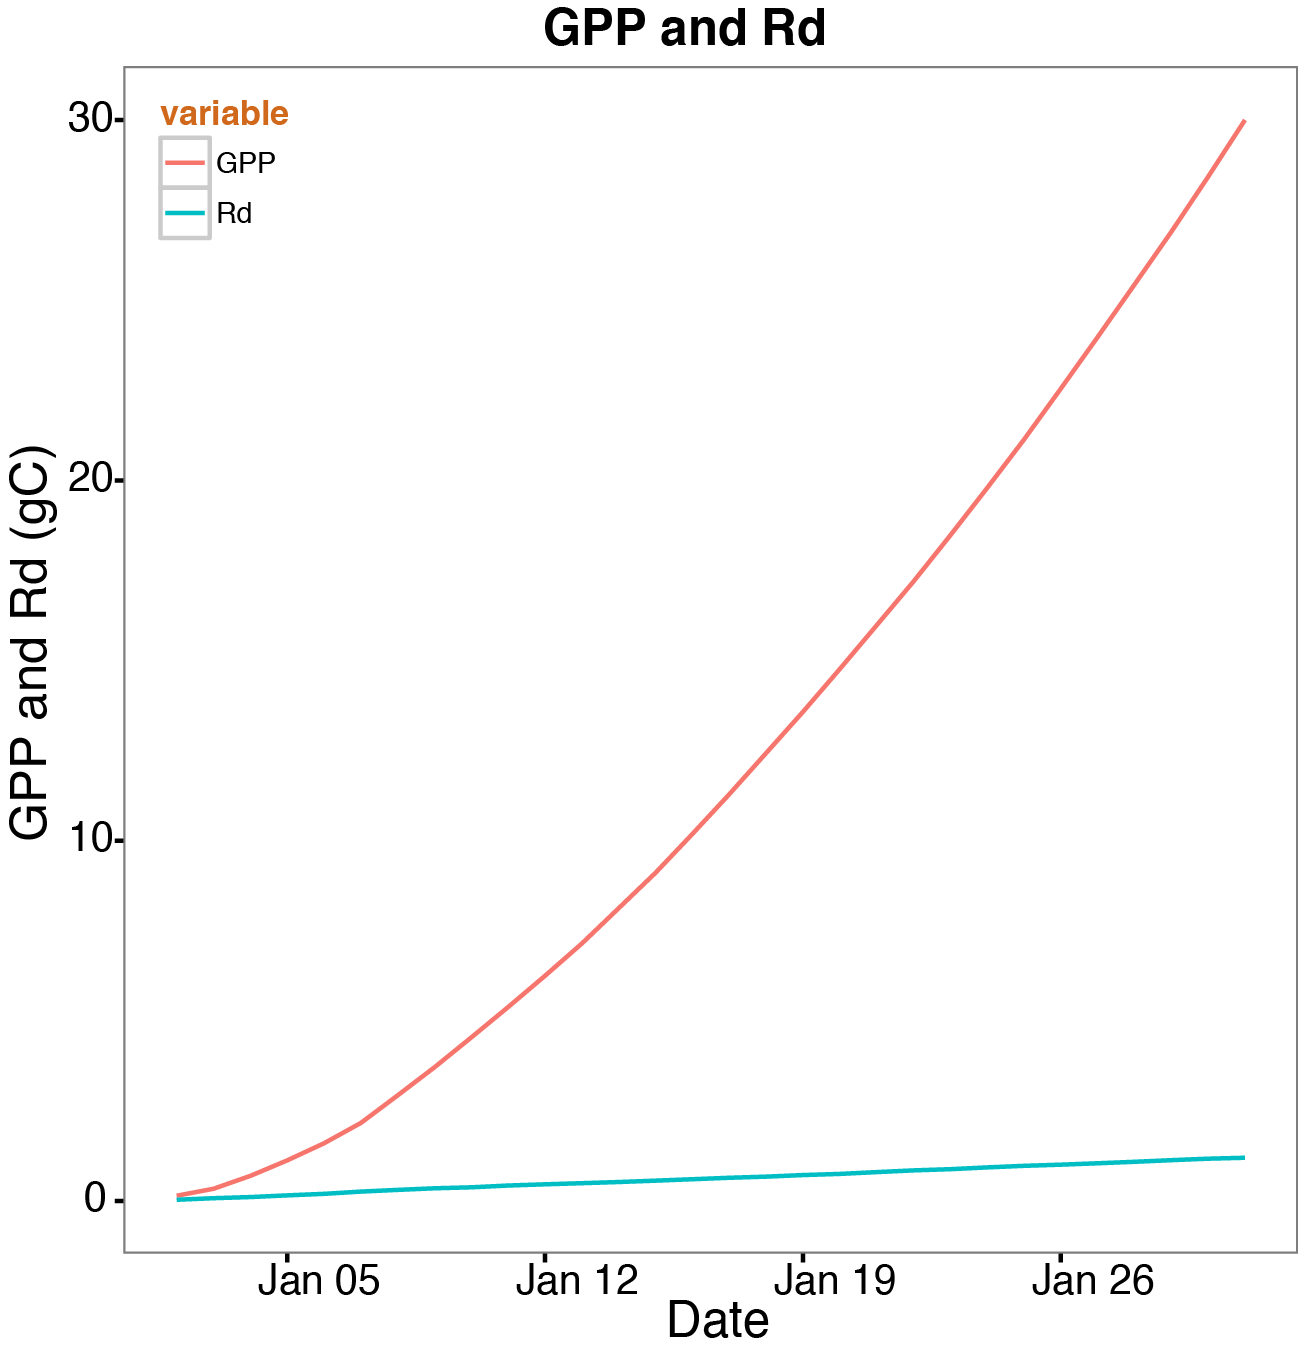 GPP and Rd
variable
GPP
Rd
30
20
10
0
GPP and Rd (gC)
Jan 05 Jan 12 Jan 19 Jan 26
Date